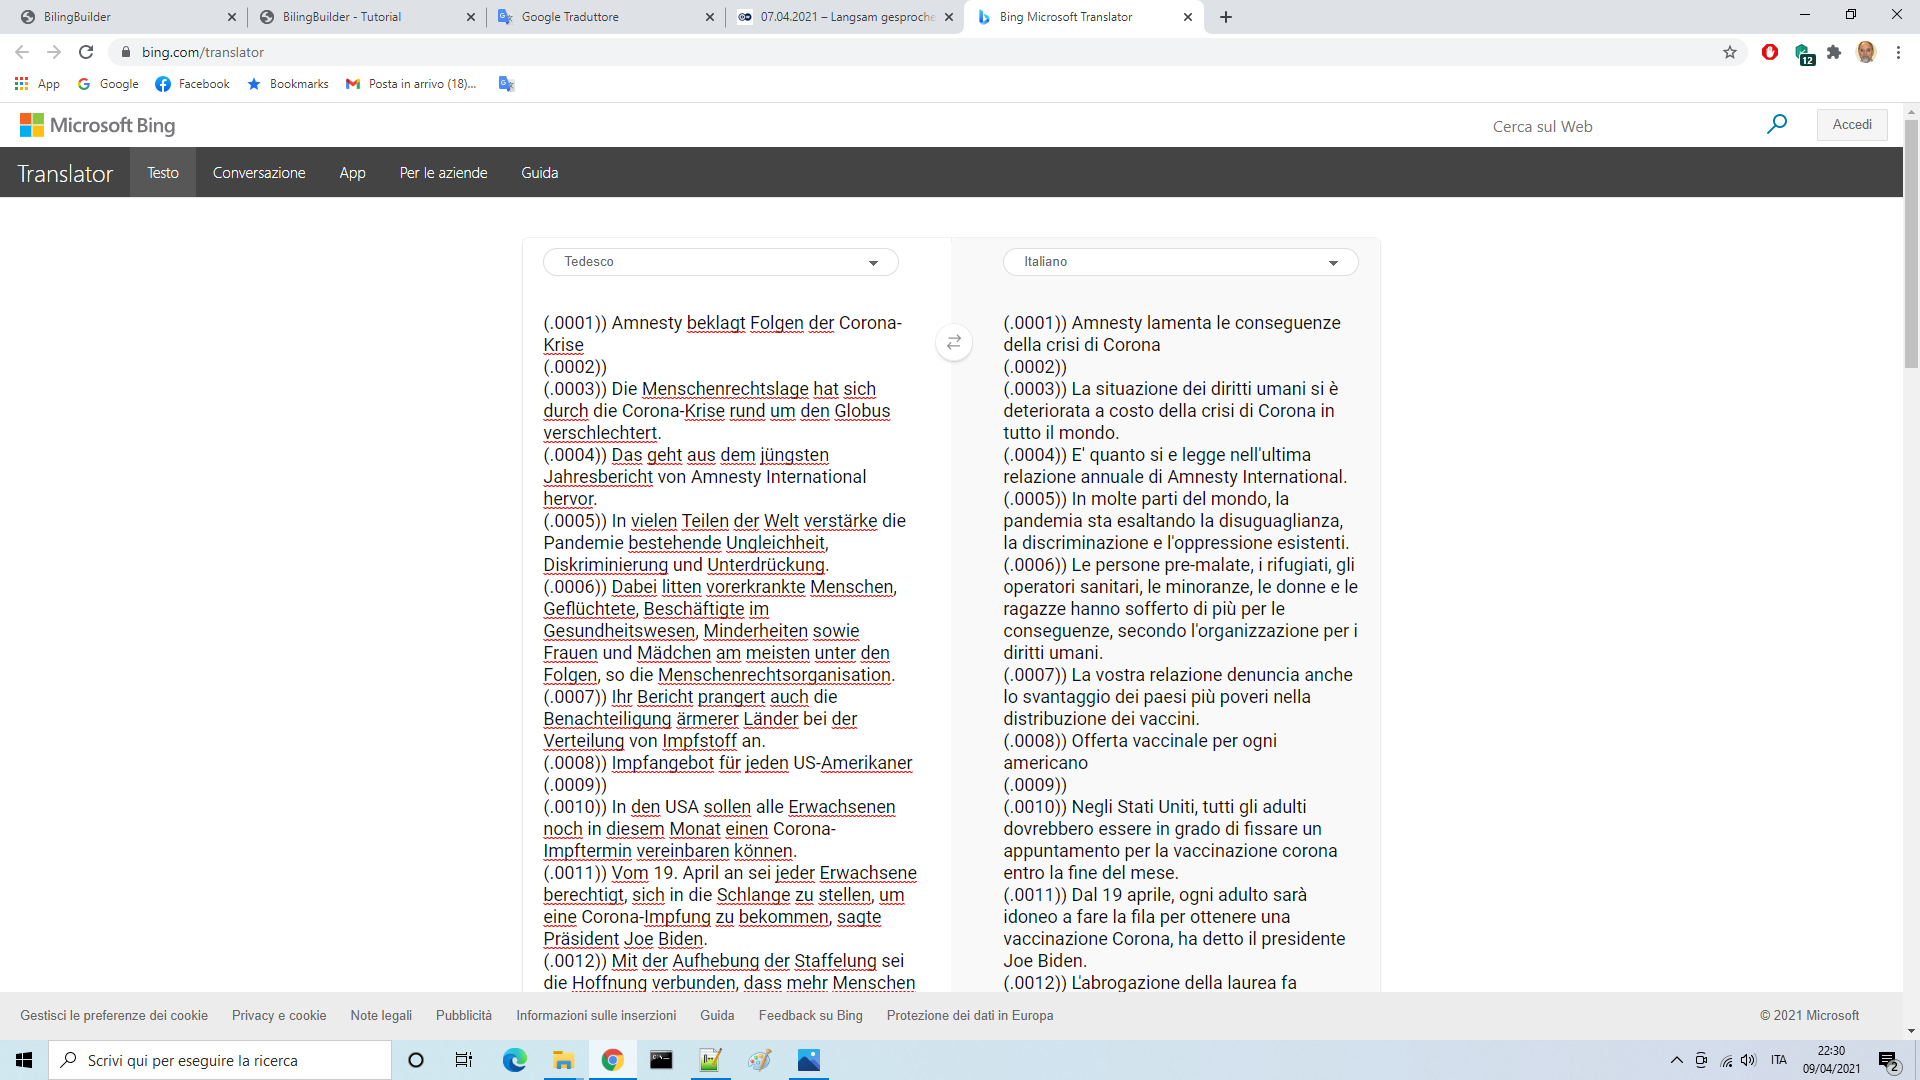 BilingBuilder
BilingBuilder - Tutorial
Google Traduttore
07.04.2021 – Langsam gesproche
Bing Microsoft Translator
bing.com/translator
12
App
Google
Facebook
Bookmarks
Posta in arrivo (18)...
Microsoft Bing
Cerca sul Web
Accedi
Translator
Testo
Conversazione
App
Per le aziende
Guida
Tedesco
(.0001)) Amnesty beklagt Folgen der Corona-
Krise
(.0002))
(.0003)) Die Menschenrechtslage hat sich
durch die Corona-Krise rund um den Globus
verschlechtert.
(.0004)) Das geht aus dem jüngsten
Jahresbericht von Amnesty International
hervor.
(.0005)) In vielen Teilen der Welt verstärke die
Pandemie bestehende Ungleichheit,
Diskriminierung und Unterdrückung.
(.0006)) Dabei litten vorerkrankte Menschen,
Geflüchtete, Beschäftigte im
Gesundheitswesen, Minderheiten sowie
Frauen und Mädchen am meisten unter den
Folgen, so die Menschenrechtsorganisation.
(.0007)) Ihr Bericht prangert auch die
Benachteiligung ärmerer Länder bei der
Verteilung von Impfstoff an.
(.0008)) Impfangebot für jeden US-Amerikaner
(.0009))
(.0010)) In den USA sollen alle Erwachsenen
noch in diesem Monat einen Corona-
Impftermin vereinbaren können.
(.0011)) Vom 19. April an sei jeder Erwachsene
berechtigt, sich in die Schlange zu stellen, um
eine Corona-Impfung zu bekommen, sagte
Präsident Joe Biden.
(.0012)) Mit der Aufhebung der Staffelung sei
die Hoffnung verbunden, dass mehr Menschen
Italiano
(.0001)) Amnesty lamenta le conseguenze
della crisi di Corona
(.0002))
(.0003)) La situazione dei diritti umani si è
deteriorata a costo della crisi di Corona in
tutto il mondo.
(.0004)) E' quanto si e legge nell'ultima
relazione annuale di Amnesty International.
(.0005)) In molte parti del mondo, la
pandemia sta esaltando la disuguaglianza,
la discriminazione e l'oppressione esistenti.
(.0006)) Le persone pre-malate, i rifugiati, gli
operatori sanitari, le minoranze, le donne e le
ragazze hanno sofferto di più per le
conseguenze, secondo l'organizzazione per i
diritti umani.
(.0007)) La vostra relazione denuncia anche
lo svantaggio dei paesi più poveri nella
distribuzione dei vaccini.
(.0008)) Offerta vaccinale per ogni
americano
(.0009))
(.0010)) Negli Stati Uniti, tutti gli adulti
dovrebbero essere in grado di fissare un
appuntamento per la vaccinazione corona
entro la fine del mese.
(.0011)) Dal 19 aprile, ogni adulto sarà
idoneo a fare la fila per ottenere una
vaccinazione Corona, ha detto il presidente
Joe Biden.
(.0012)) L'abrogazione della laurea fa
Gestisci le preferenze dei cookie
Privacy e cookie
Note legali
Pubblicità
Informazioni sulle inserzioni
Guida
Feedback su Bing
Protezione dei dati in Europa
© 2021 Microsoft
Scrivi qui per eseguire la ricerca
ITA
22:30
09/04/2021
2